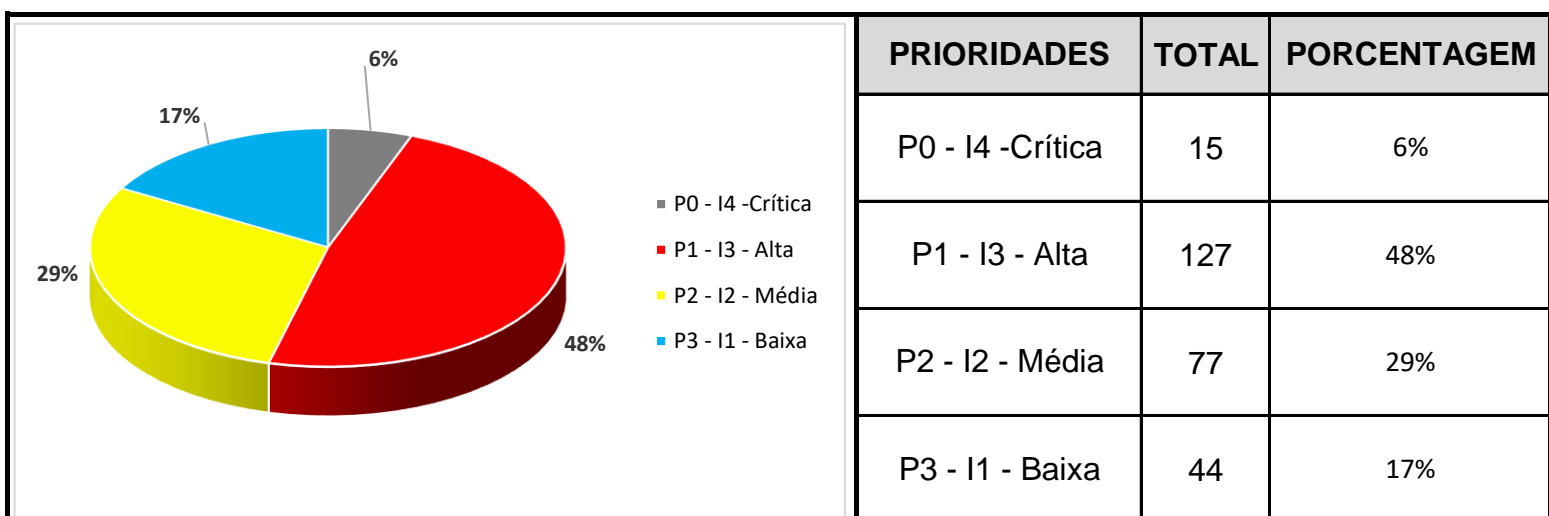 6%
17%
29%
48%
P0 - I4 -Crítica
P1 - I3 - Alta
P2 - I2 - Média
P3 - I1 - Baixa
PRIORIDADES TOTAL PORCENTAGEM
P0 - I4 -Crítica 15 6%
P1 - I3 - Alta 127 48%
P2 - I2 - Média 77 29%
P3 - I1 - Baixa 44 17%